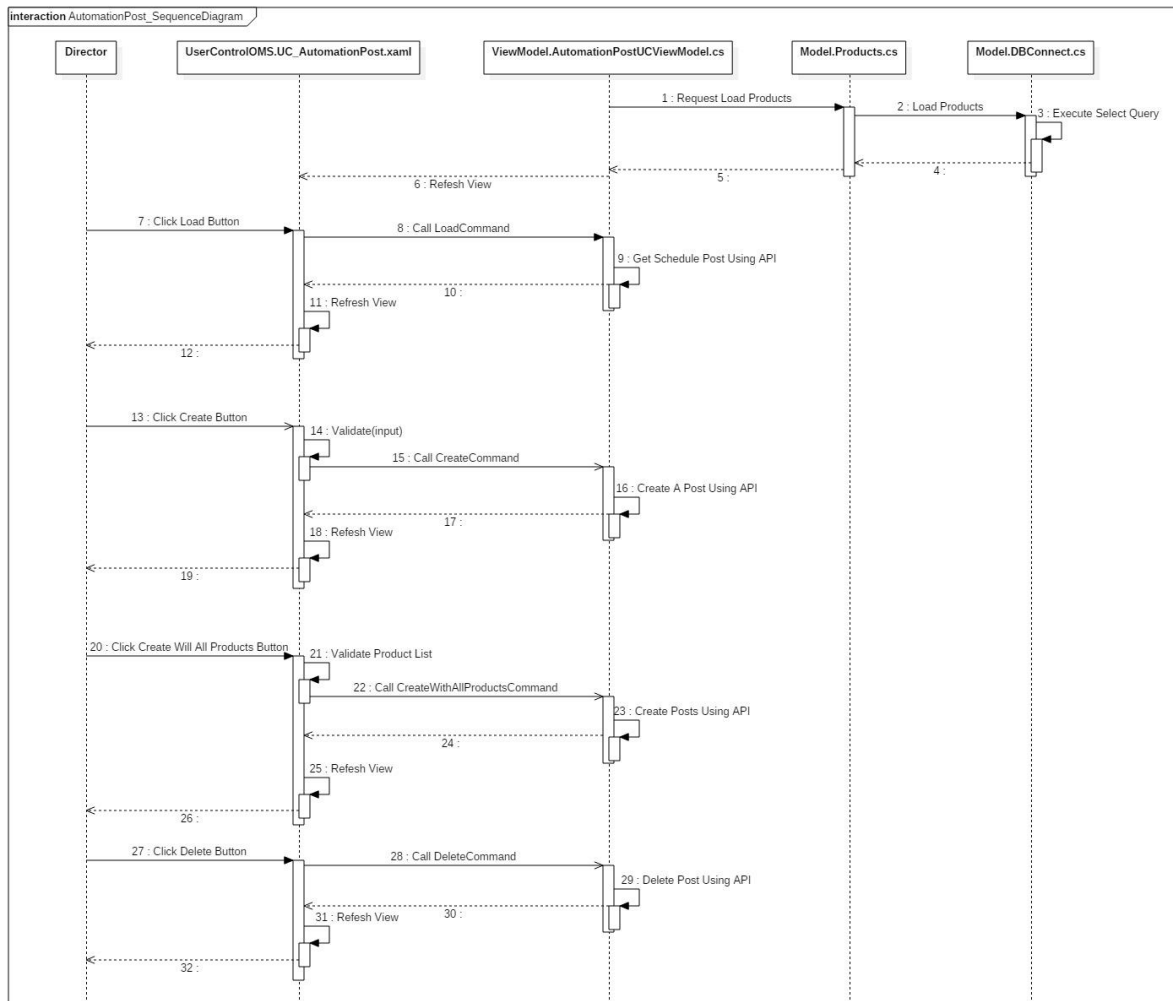 interaction AutomationPost_SequenceDiagram
Director
UserControlOMS.UC_AutomationPost.xaml
ViewModel.AutomationPostUCViewModel.cs
Model.Products.cs
Model.DBConnect.cs
1 : Request Load Products
2 : Load Products
3 : Execute Select Query
4 :
5 :
6 : Refesh View
7 : Click Load Button
8 : Call LoadCommand
9 : Get Schedule Post Using API
10 :
11 : Refresh View
12 :
13 : Click Create Button
14 : Validate(input)
15 : Call CreateCommand
16 : Create A Post Using API
17 :
18 : Refesh View
19 :
20 : Click Create Will All Products Button
21 : Validate Product List
22 : Call CreateWithAllProductsCommand
23 : Create Posts Using API
24 :
25 : Refesh View
26 :
27 : Click Delete Button
28 : Call DeleteCommand
29 : Delete Post Using API
30 :
31 : Refesh View
32 :